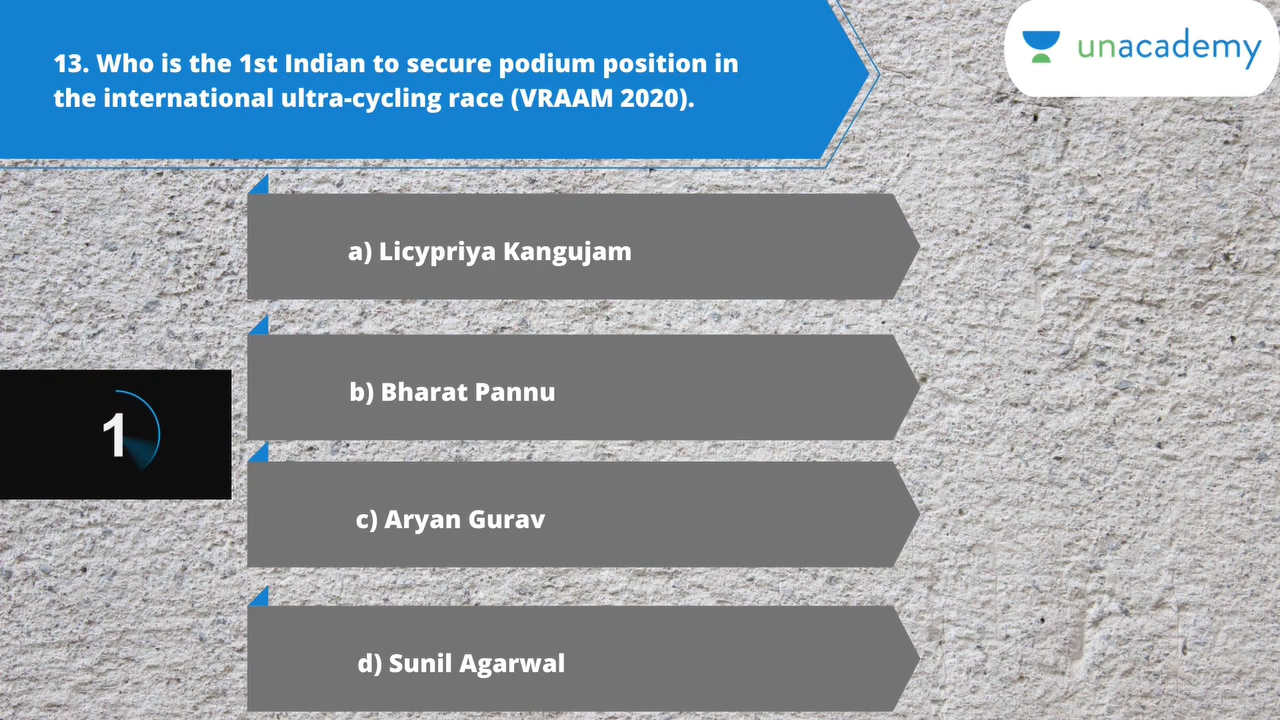 13. Who is the 1st Indian to secure podium position in
the international ultra-cycling race (VRAAM 2020).
unacademy
a) Licypriya Kangujam
b) Bharat Pannu
1
c) Aryan Gurav
d) Sunil Agarwal